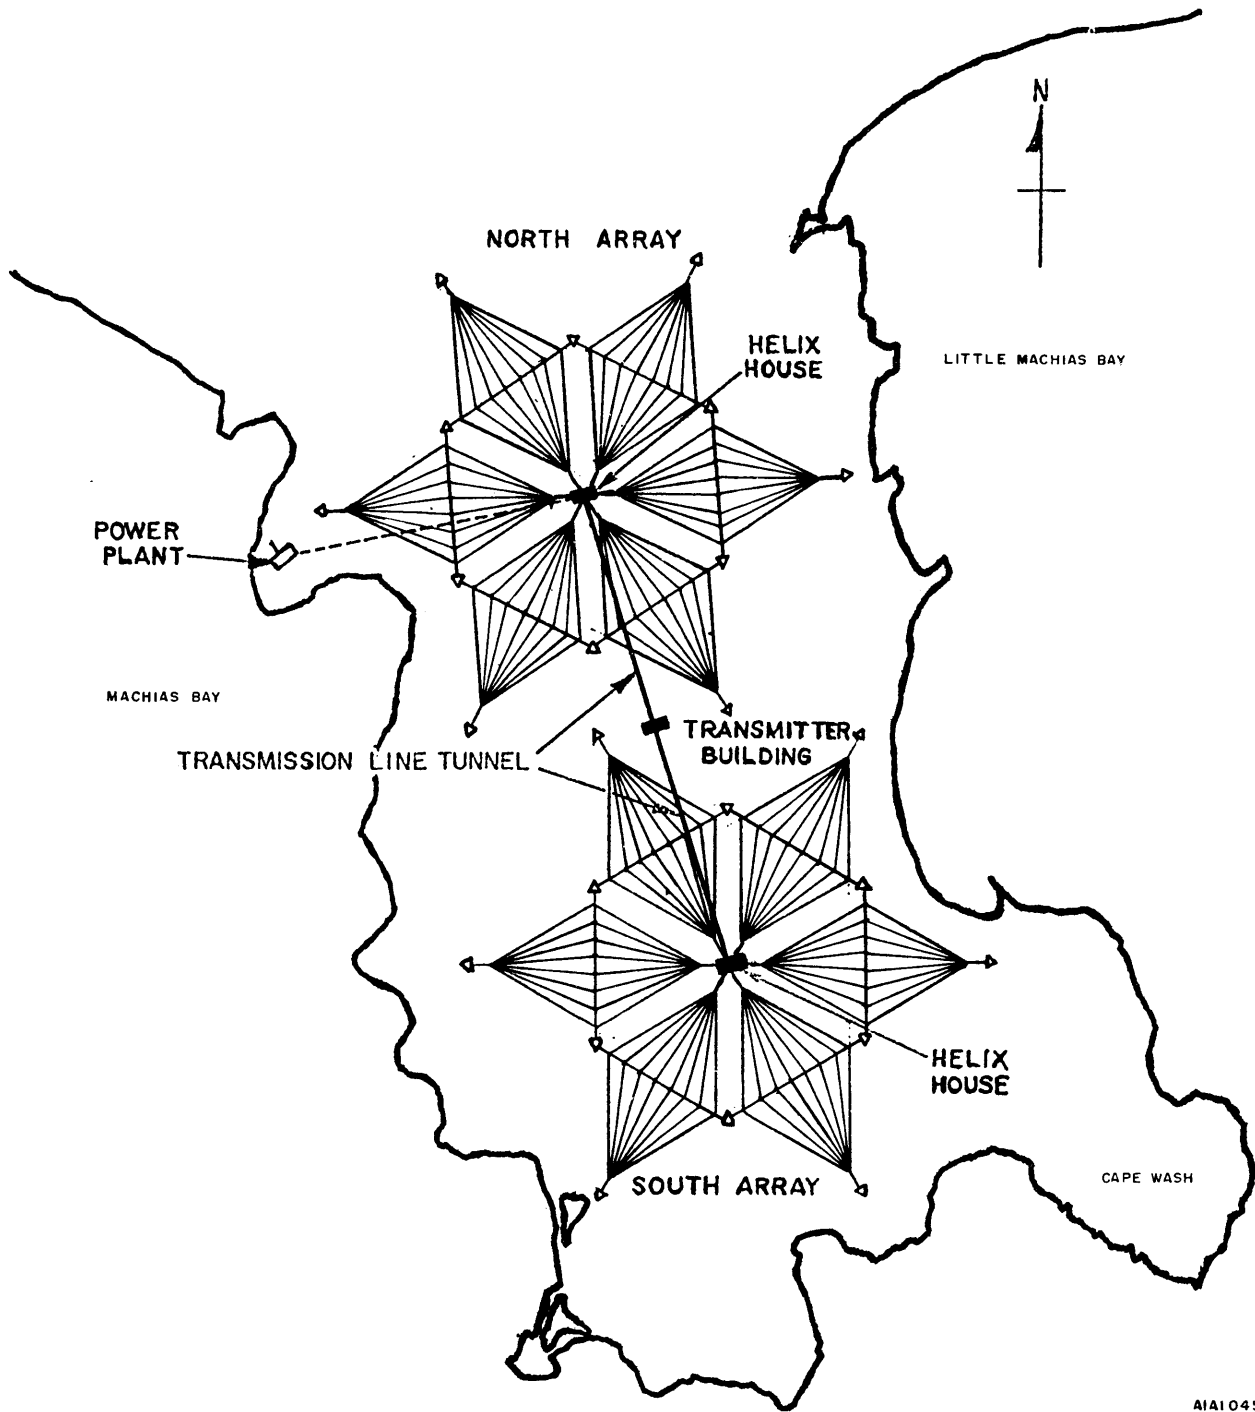 N
NORTH ARRAY
HELIX
HOUSE
LITTLE MACHIAS BAY
POWER
PLANT
MACHIAS BAY
TRANSMITTER
BUILDING
TRANSMISSION LINE TUNNEL
HELIX
HOUSE
SOUTH ARRAY
CAPE WASH